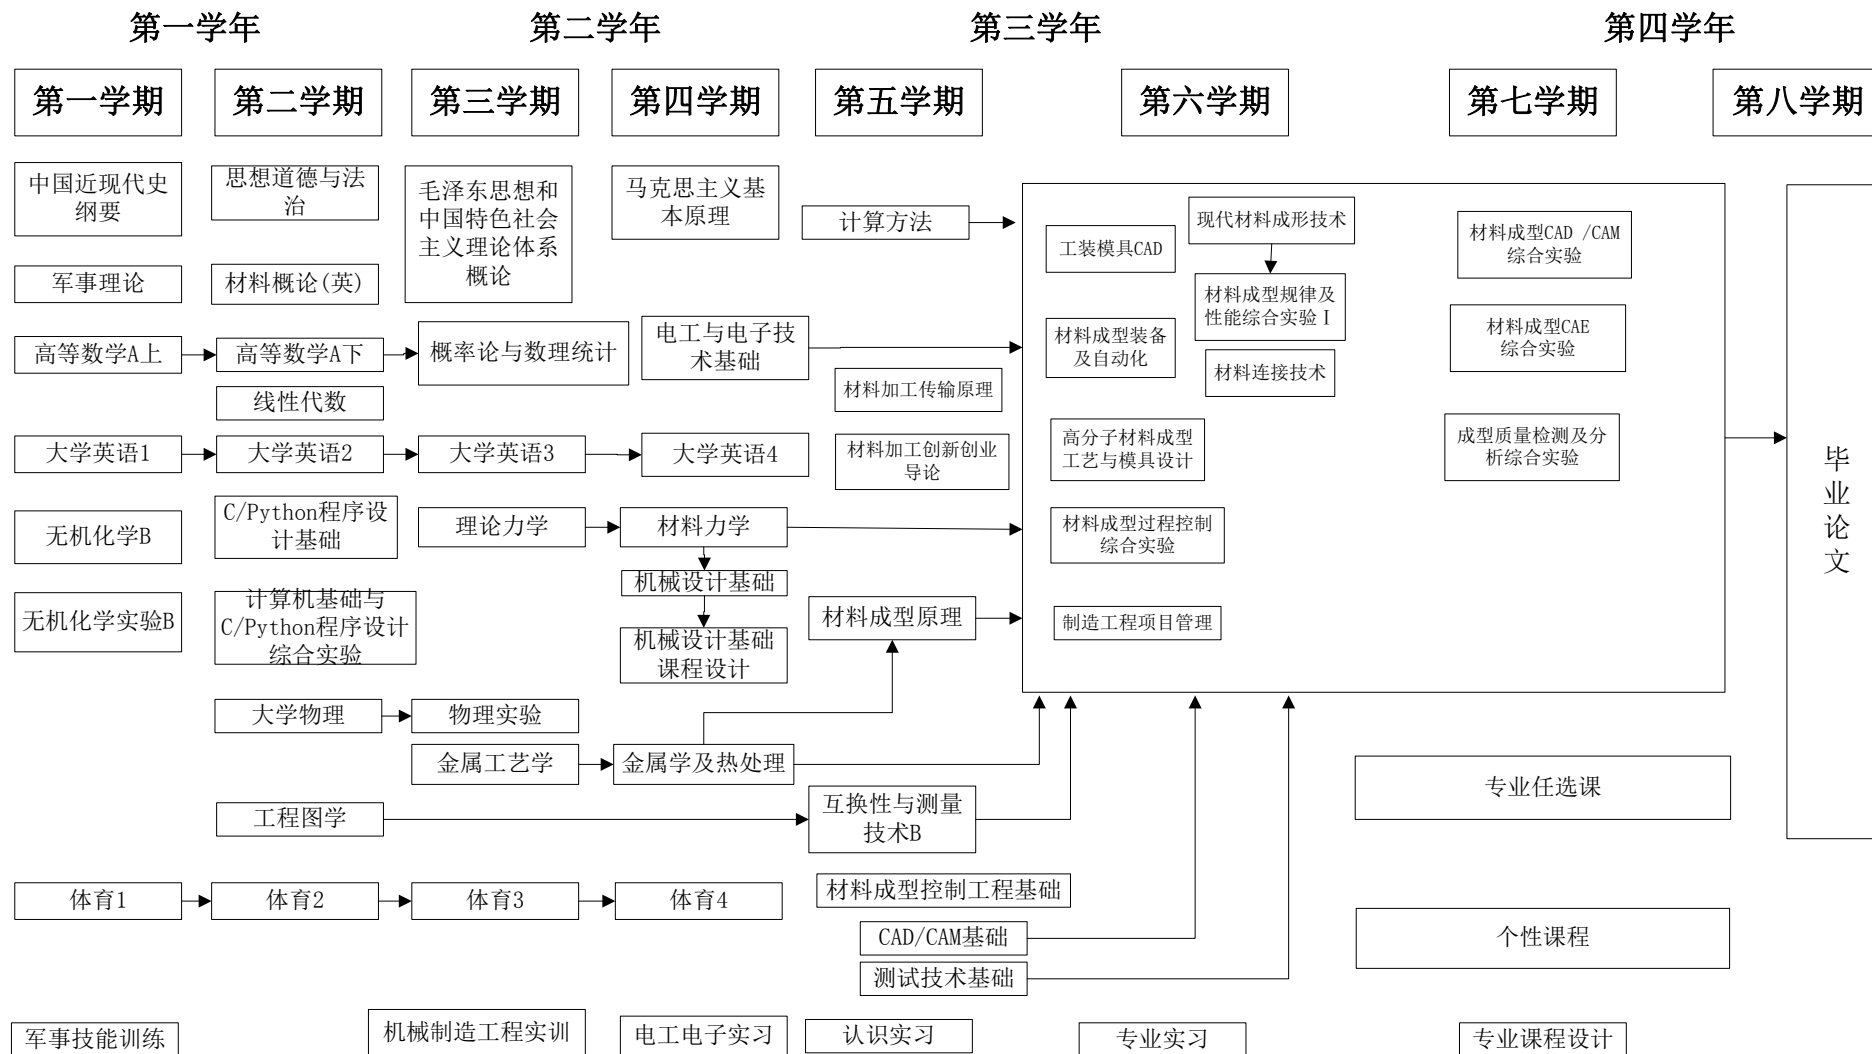 第一学年
第二学年
第三学年
第四学年
第一学期
第二学期
第三学期
第四学期
第五学期
第六学期
第七学期
第八学期
中国近现代史
纲要
思想道德与法
治
毛泽东思想和
中国特色社会
主义理论体系
概论
马克思主义基
本原理
计算方法
工装模具CAD
现代材料成形技术
材料成型CAD /CAM
综合实验
军事理论
材料概论(英)
材料成型规律及
性能综合实验Ⅰ
高等数学A上
高等数学A下
概率论与数理统计
电工与电子技
术基础
材料成型装备
及自动化
材料成型CAE
综合实验
线性代数
材料加工传输原理
材料连接技术
大学英语1
大学英语2
大学英语3
大学英语4
材料加工创新创业
导论
高分子材料成型
工艺与模具设计
成型质量检测及分
析综合实验
毕
业
论
文
无机化学B
C/Python程序设
计基础
理论力学
材料力学
材料成型过程控制
综合实验
机械设计基础
无机化学实验B
计算机基础与
C/Python程序设计
综合实验
机械设计基础
课程设计
材料成型原理
制造工程项目管理
大学物理
物理实验
金属工艺学
金属学及热处理
专业任选课
工程图学
互换性与测量
技术B
体育1
体育2
体育3
体育4
材料成型控制工程基础
CAD/CAM基础
个性课程
测试技术基础
军事技能训练
机械制造工程实训
电工电子实习
认识实习
专业实习
专业课程设计